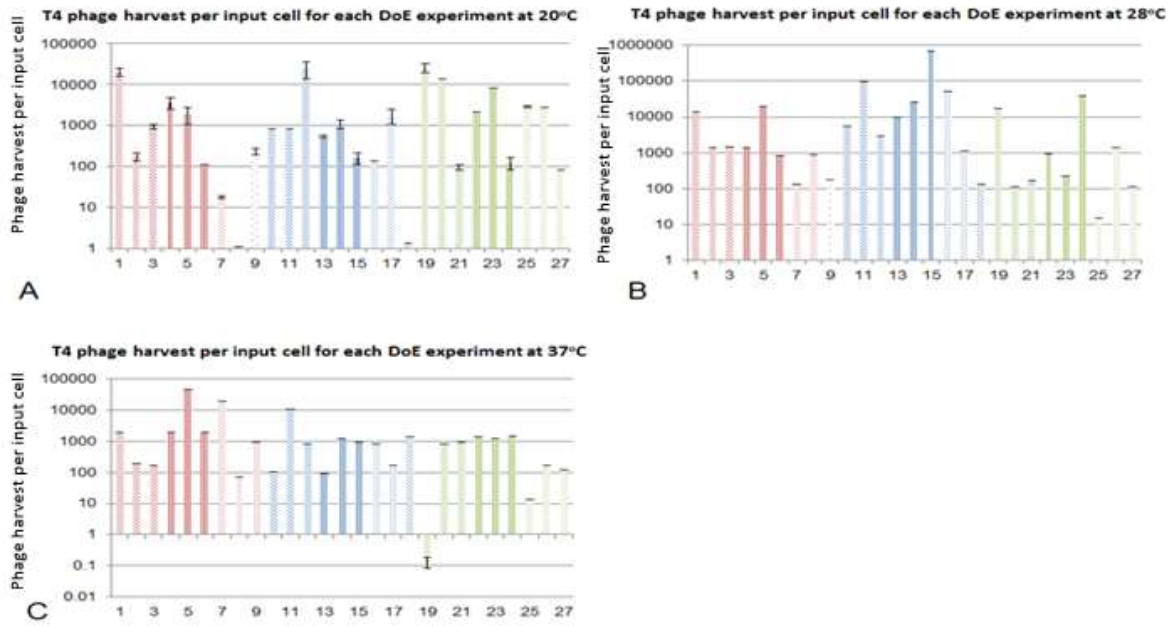 T4 phage harvest per input cell for each DoE experiment at 20°C
Phage harvest per input cell
100000
10000
1000
100
10
1
1 3 5 7 9 11 13 15 17 19 21 23 25 27
A
T4 phage harvest per input cell for each DoE experiment at 28°C
Phage harvest per input cell
1000000
100000
10000
1000
100
10
1
1 3 5 7 9 11 13 15 17 19 21 23 25 27
B
T4 phage harvest per input cell for each DoE experiment at 37°C
Phage harvest per input cell
100000
10000
1000
100
10
1
0.1
0.01
1 3 5 7 9 11 13 15 17 19 21 23 25 27
C